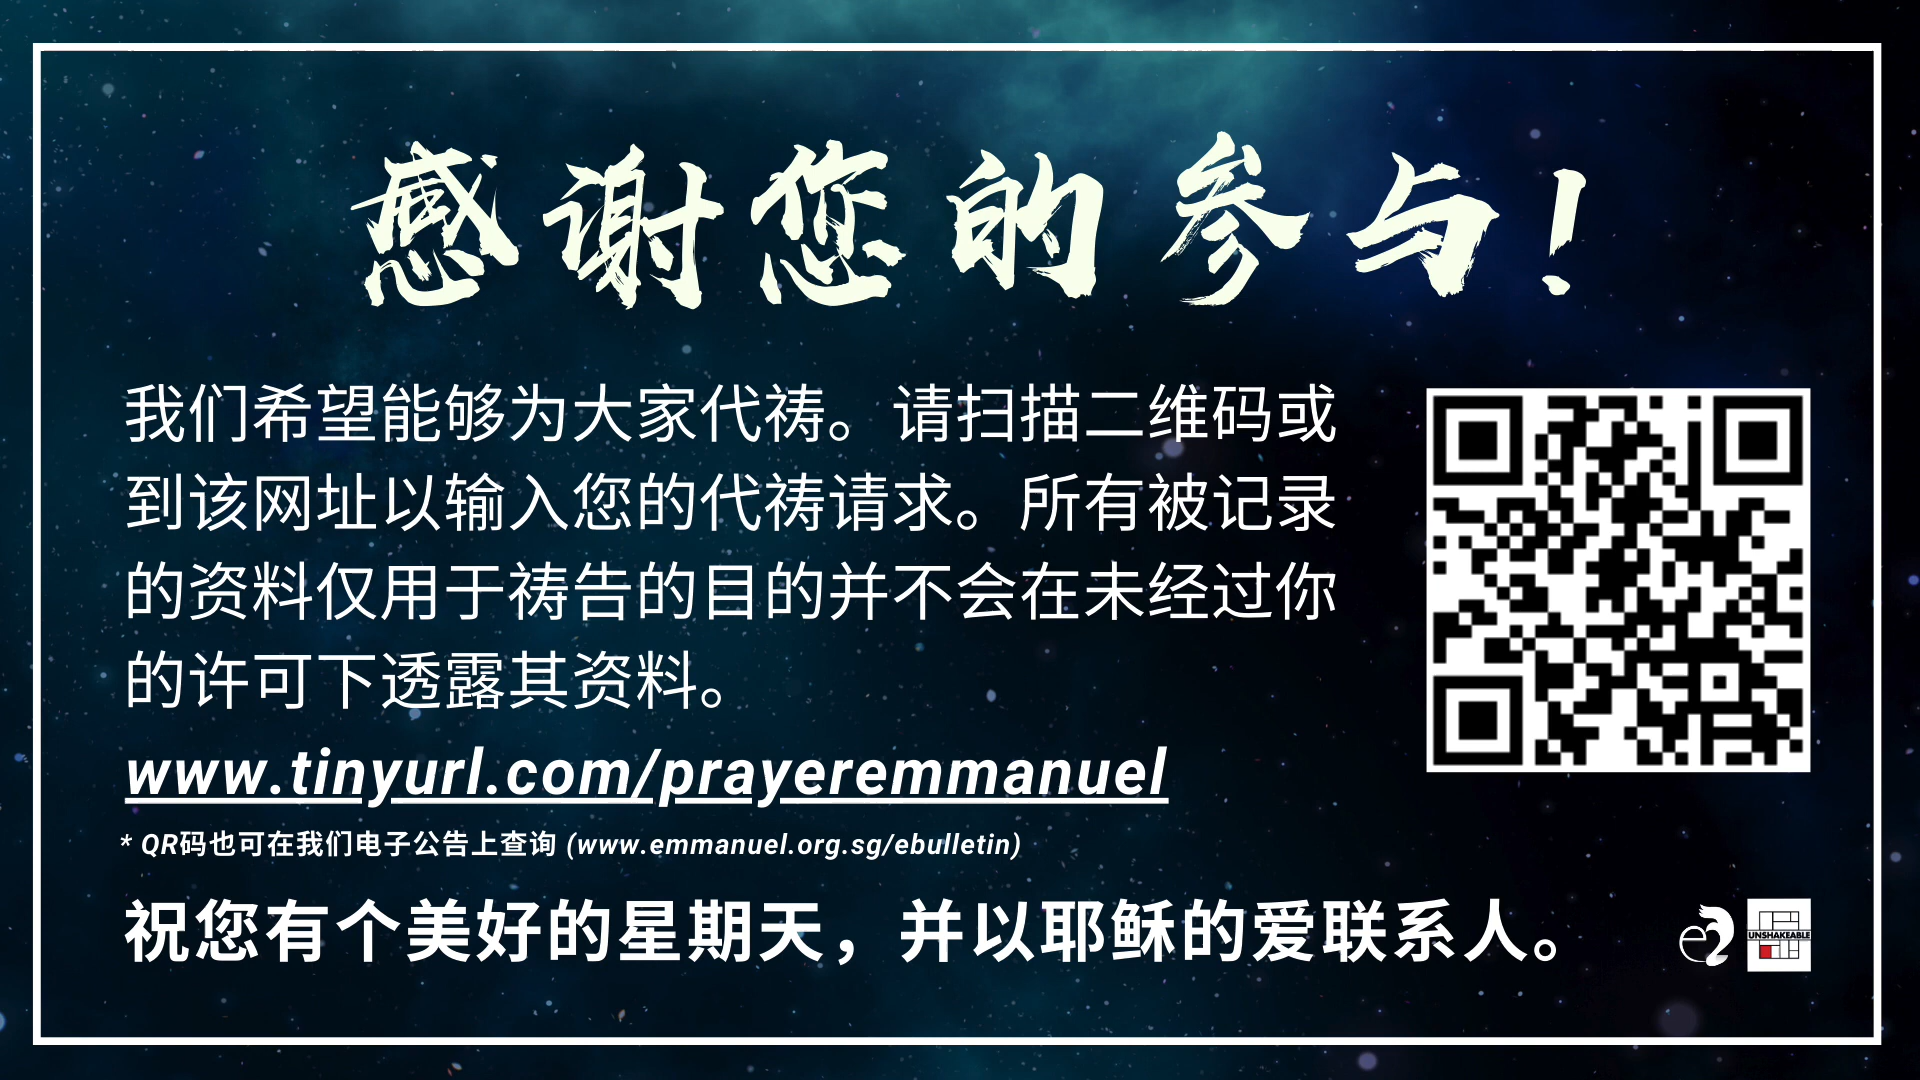 感谢您的参与!
我们希望能够为大家代祷。请扫描二维码或
到该网址以输入您的代祷请求。所有被记录
的资料仅用于祷告的目的并不会在未经过你
的许可下透露其资料。
www.tinyurl.com/prayeremmanuel
* QR码也可在我们电子公告上查询 (www.emmanuel.org.sg/ebulletin)
祝您有个美好的星期天，并以耶稣的爱联系人。
e2
UNSHAKEABLE